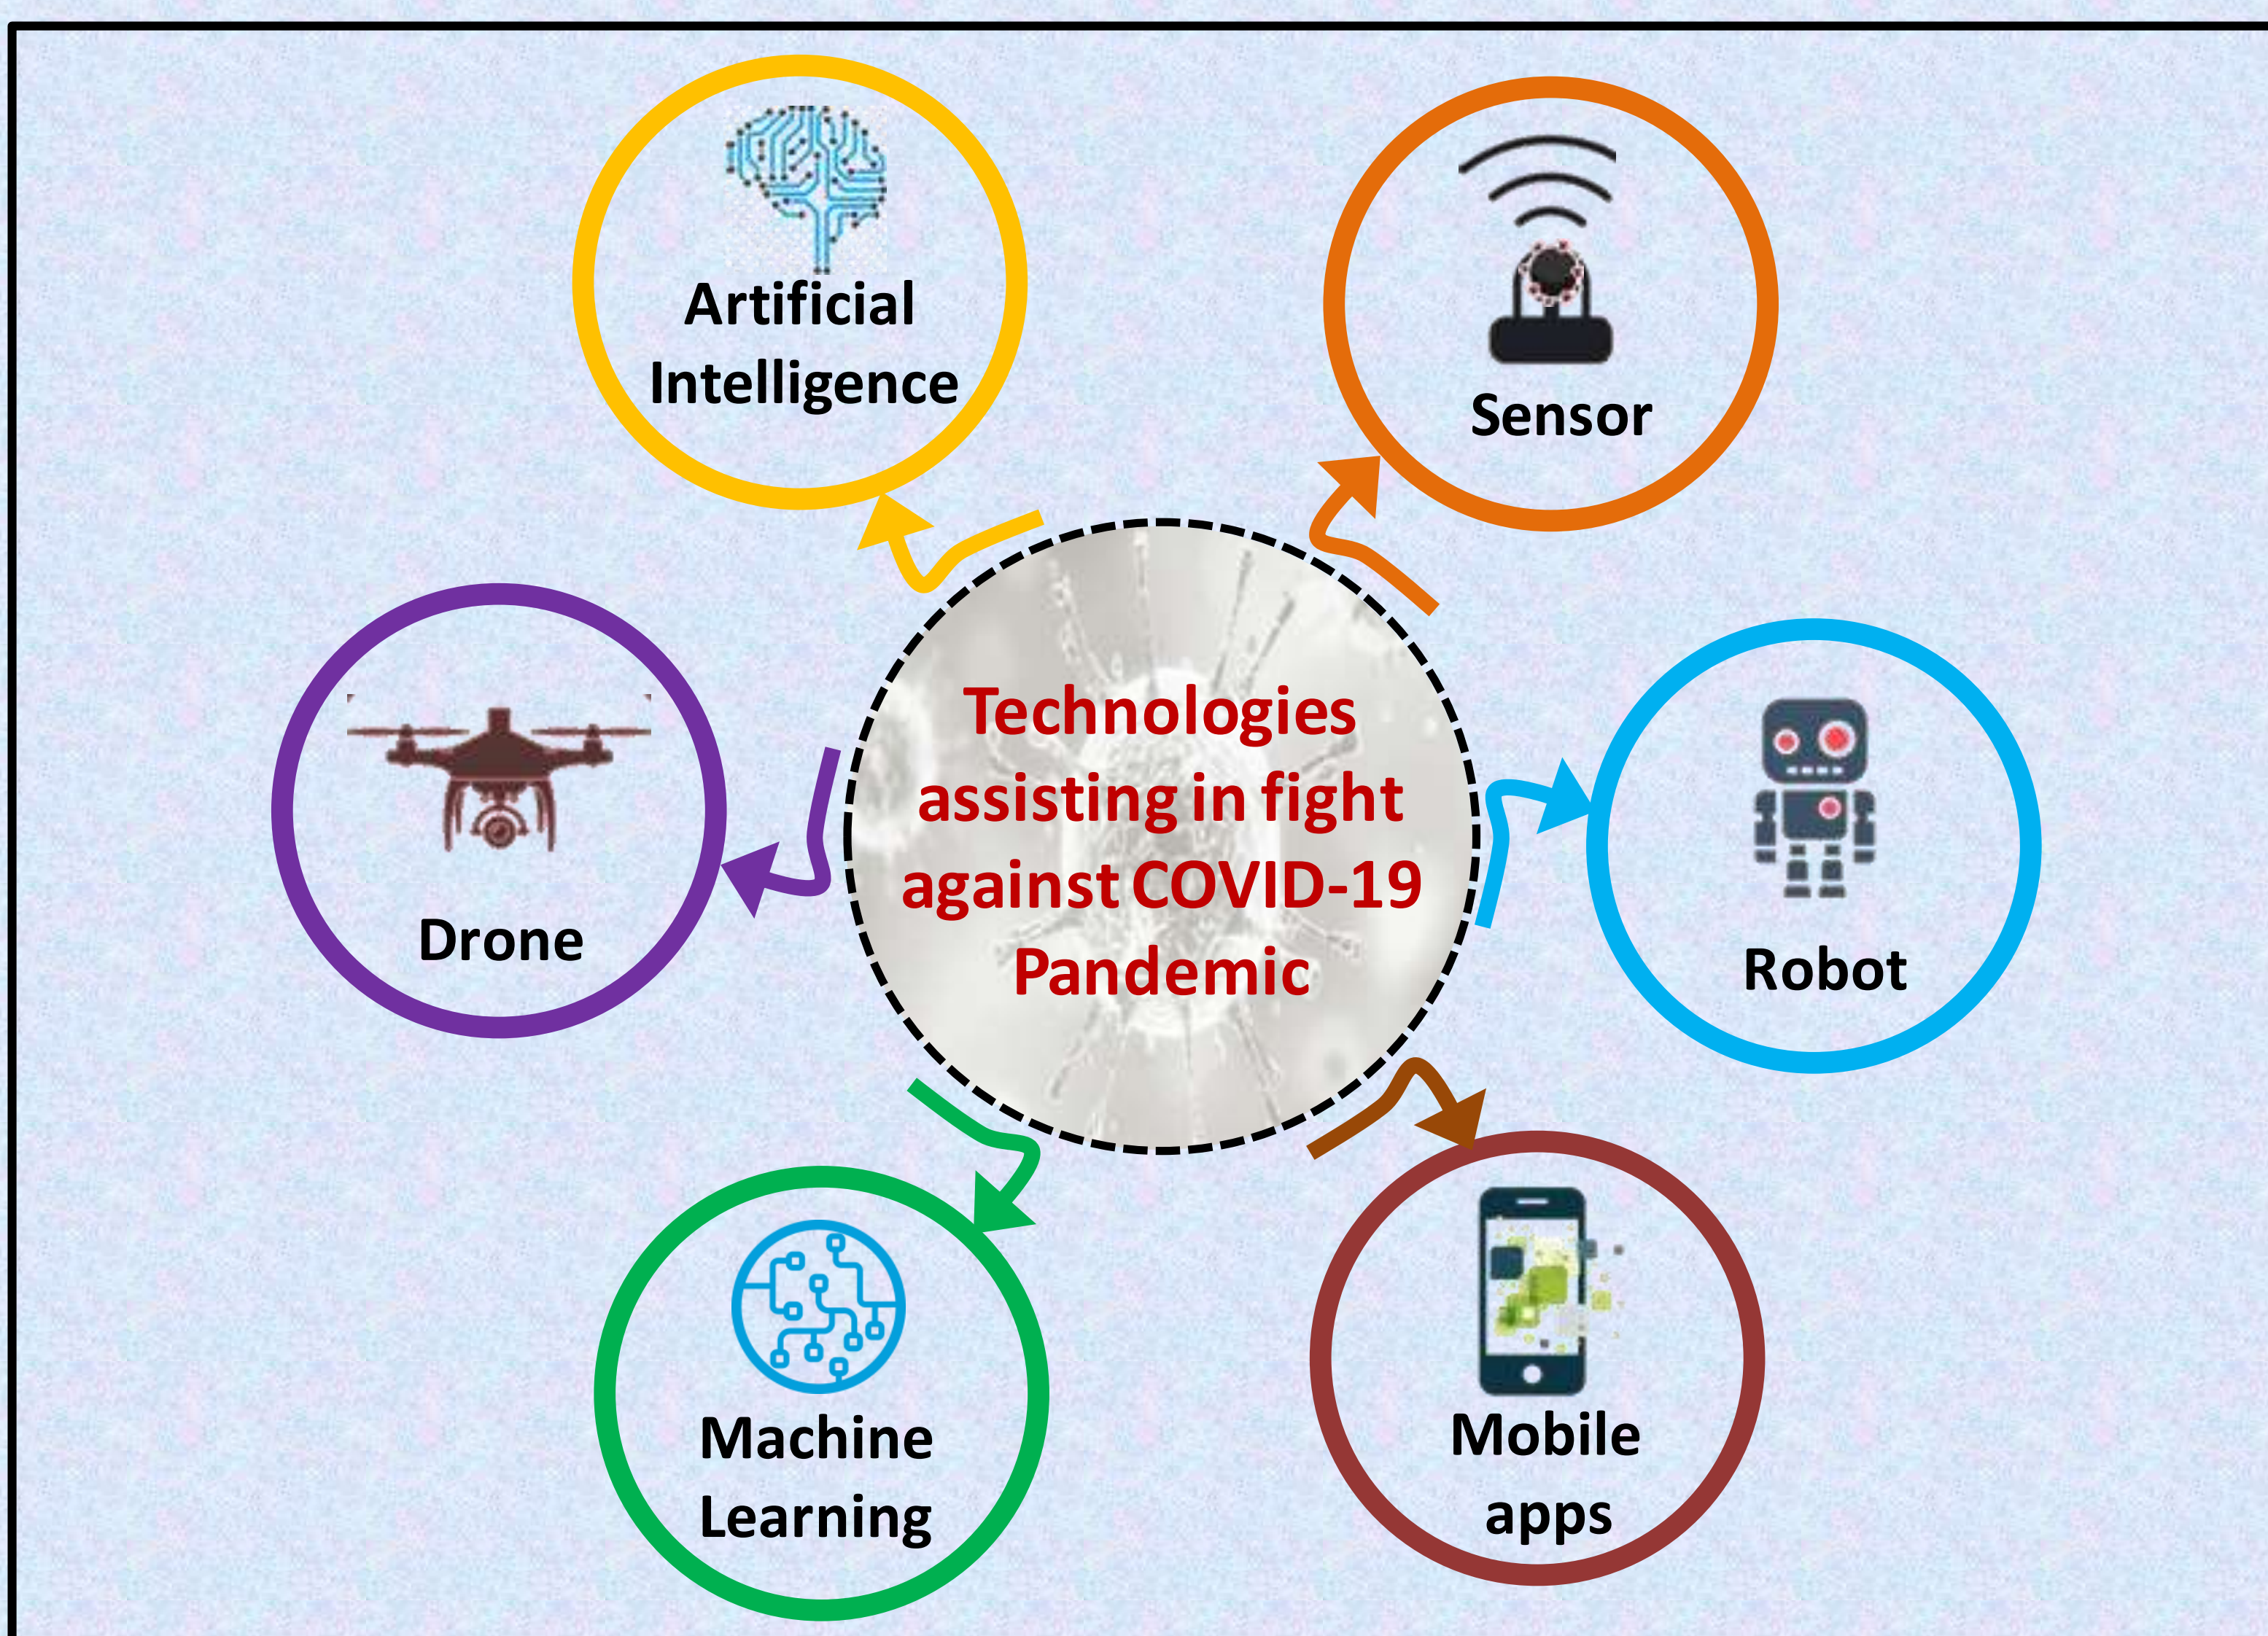 Artificial
Intelligence
Sensor
Technologies
assisting in fight
against COVID-19
Pandemic
Drone
Robot
Machine
Learning
Mobile
apps